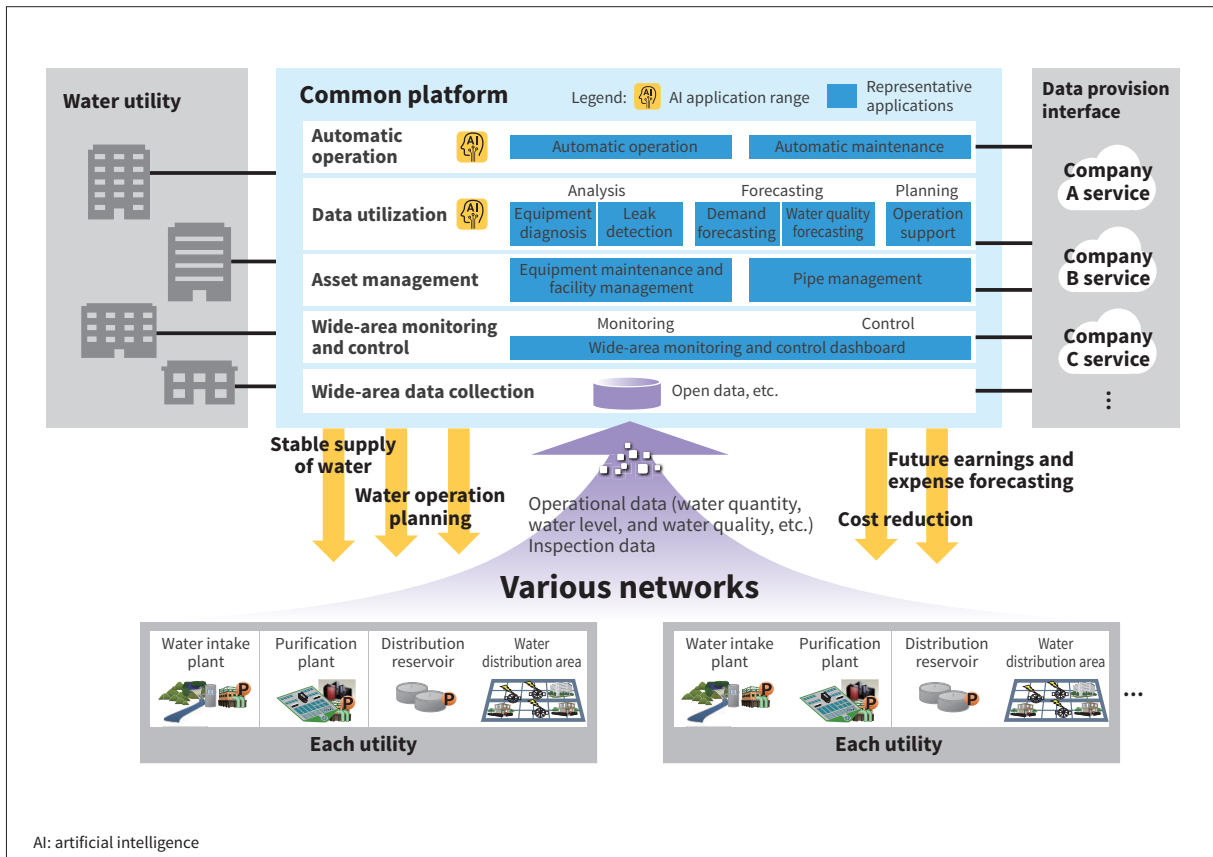 Water utility
Common platform
Legend:
AI
AI application range
Representative
applications
Data provision
interface
Automatic
operation
AI
Automatic operation
Automatic maintenance
Data utilization
AI
Analysis
Forecasting
Planning
Equipment
diagnosis
Leak
detection
Demand
forecasting
Water quality
forecasting
Operation
support
Asset management
Equipment maintenance and
facility management
Pipe management
Wide-area monitoring
and control
Monitoring
Control
Wide-area monitoring and control dashboard
Wide-area data collection
Open data, etc.
Company
A service
Company
B service
Company
C service
⋮
Stable supply
of water
Water operation
planning
Operational data (water quantity,
water level, and water quality, etc.)
Inspection data
Future earnings and
expense forecasting
Cost reduction
Various networks
Water intake
plant
P
Purification
plant
P
Distribution
reservoir
P
Water
distribution area
Each utility
Water intake
plant
P
Purification
plant
P
Distribution
reservoir
P
Water
distribution area
Each utility
...
AI: artificial intelligence